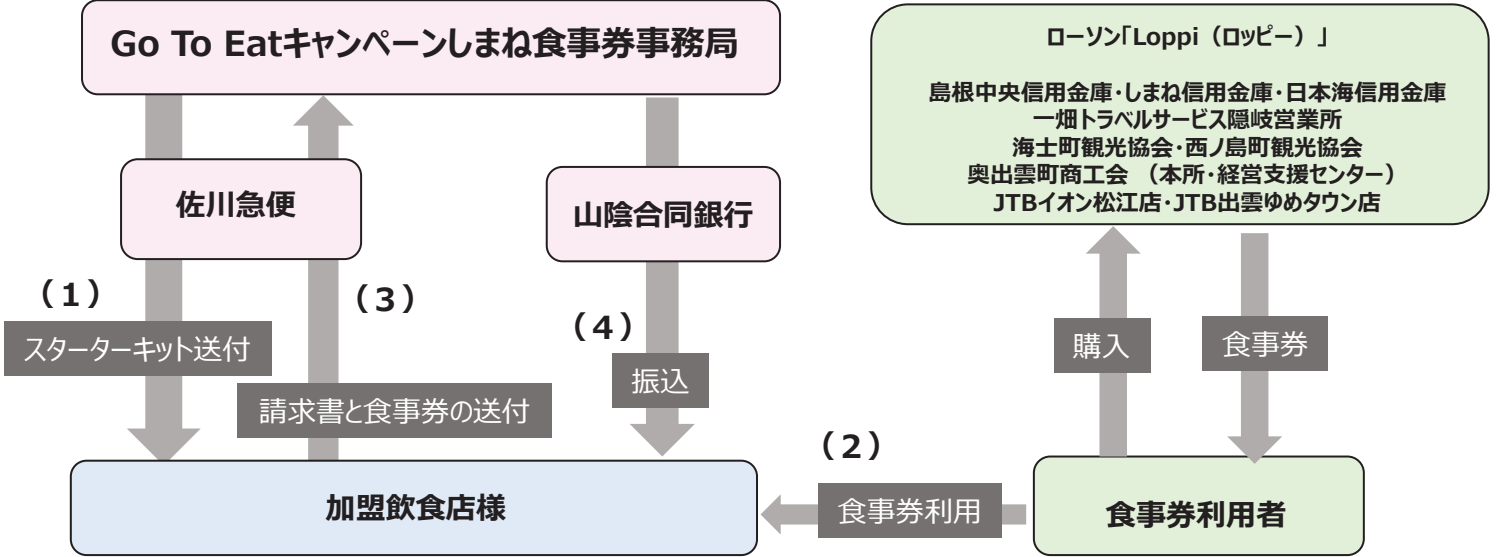 Go To Eatキャンペーンしまね食事券事務局
佐川急便
山陰合同銀行
（1）
スターターキット送付
（3）
請求書と食事券の送付
（4）
振込
加盟飲食店様
ローソン「Loppi（ロッピー）」
島根中央信用金庫・しまね信用金庫・日本海信用金庫
一畑トラベルサービス隠岐営業所
海士町観光協会・西ノ島町観光協会
奥出雲町商工会　（本所・経営支援センター）
JTBイオン松江店・JTB出雲ゆめタウン店
購入
食事券
（2）
食事券利用
食事券利用者